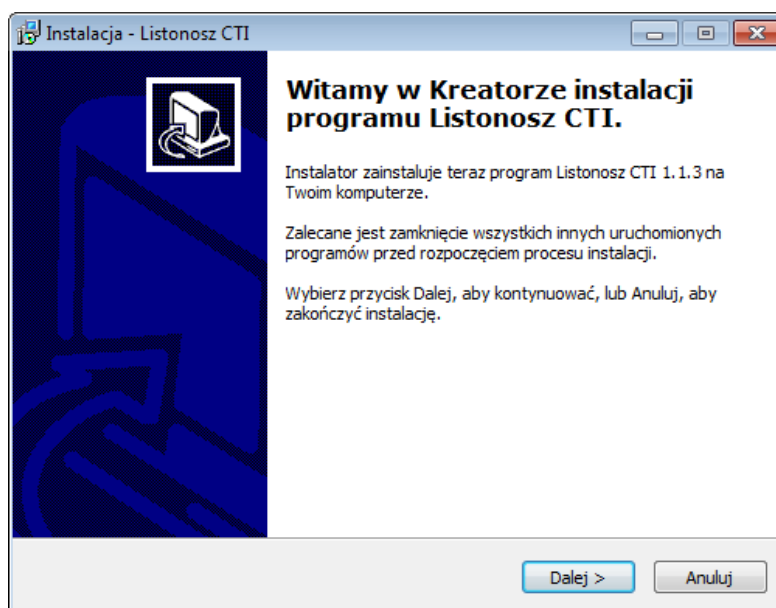 Instalacja - Listonosz CTI
Witamy w Kreatorze instalacji
programu Listonosz CTI.
Instalator zainstaluje teraz program Listonosz CTI 1.1.3 na
Twoim komputerze.
Zalecane jest zamknięcie wszystkich innych uruchomionych
programów przed rozpoczęciem procesu instalacji.
Wybierz przycisk Dalej, aby kontynuować, lub Anuluj, aby
zakończyć instalację.
Dalej >
Anuluj